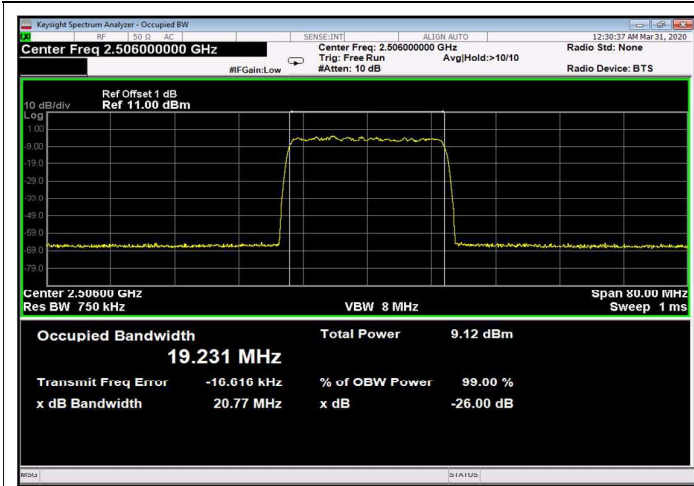 Keysight Spectrum Analyzer - Occupied BW
RF 50 Ω AC SENSE:INT ALIGN AUTO 12:30:37 AM Mar 31, 2020
Center Freq 2.506000000 GHz Center Freq: 2.506000000 GHz Radio Std: None
Trig: Free Run Avg|Hold:>10/10
#IFGain:Low #Atten: 10 dB Radio Device: BTS
Ref Offset 1 dB
10 dB/div Ref 11.00 dBm
Log
1.00
-9.00
-19.0
-29.0
-39.0
-49.0
-59.0
-69.0
-79.0
Center 2.50600 GHz Span 80.00 MHz
Res BW 750 kHz VBW 8 MHz Sweep 1 ms
Occupied Bandwidth Total Power 9.12 dBm
19.231 MHz
Transmit Freq Error -16.616 kHz % of OBW Power 99.00 %
x dB Bandwidth 20.77 MHz x dB -26.00 dB
MSG STATUS